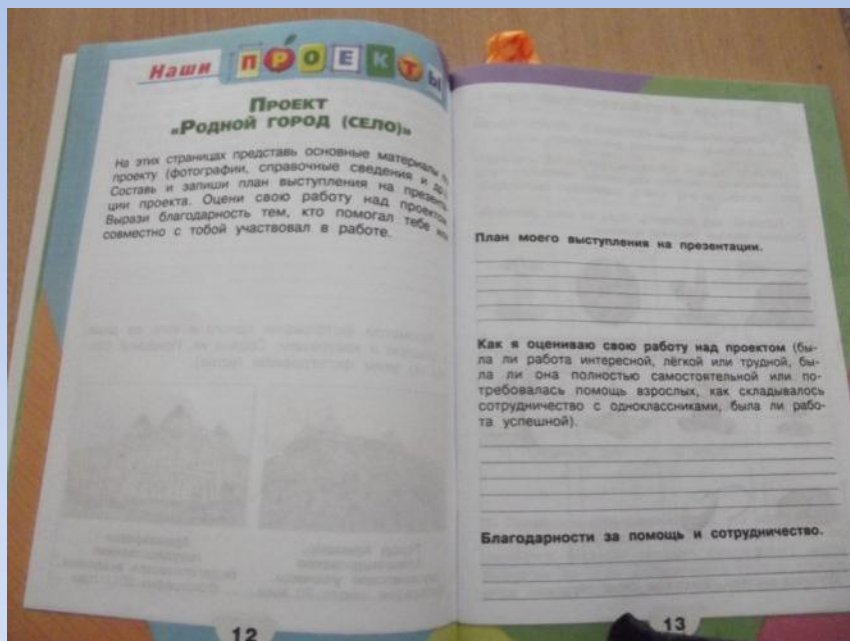 Наши ПРОЕКТЫ
ПРОЕКТ
«РОДНОЙ ГОРОД (СЕЛО)»
На этих страницах представь основные материалы
проекту (фотографии, справочные сведения и др.).
Составь и запиши план выступления на
ции проекта. Оцени свою работу над проектом.
Вырази благодарность тем, кто помогал тебе или
совместно с тобой участвовал в работе.
12
План моего выступления на презентации.
Как я оцениваю свою работу над проектом (бы-
ла ли работа интересной, лёгкой или трудной, бы-
ла ли она полностью самостоятельной или по-
требовалась помощь взрослых, как складывалось
сотрудничество с одноклассниками, была ли рабо-
та успешной).
Благодарности за помощь и сотрудничество.
13